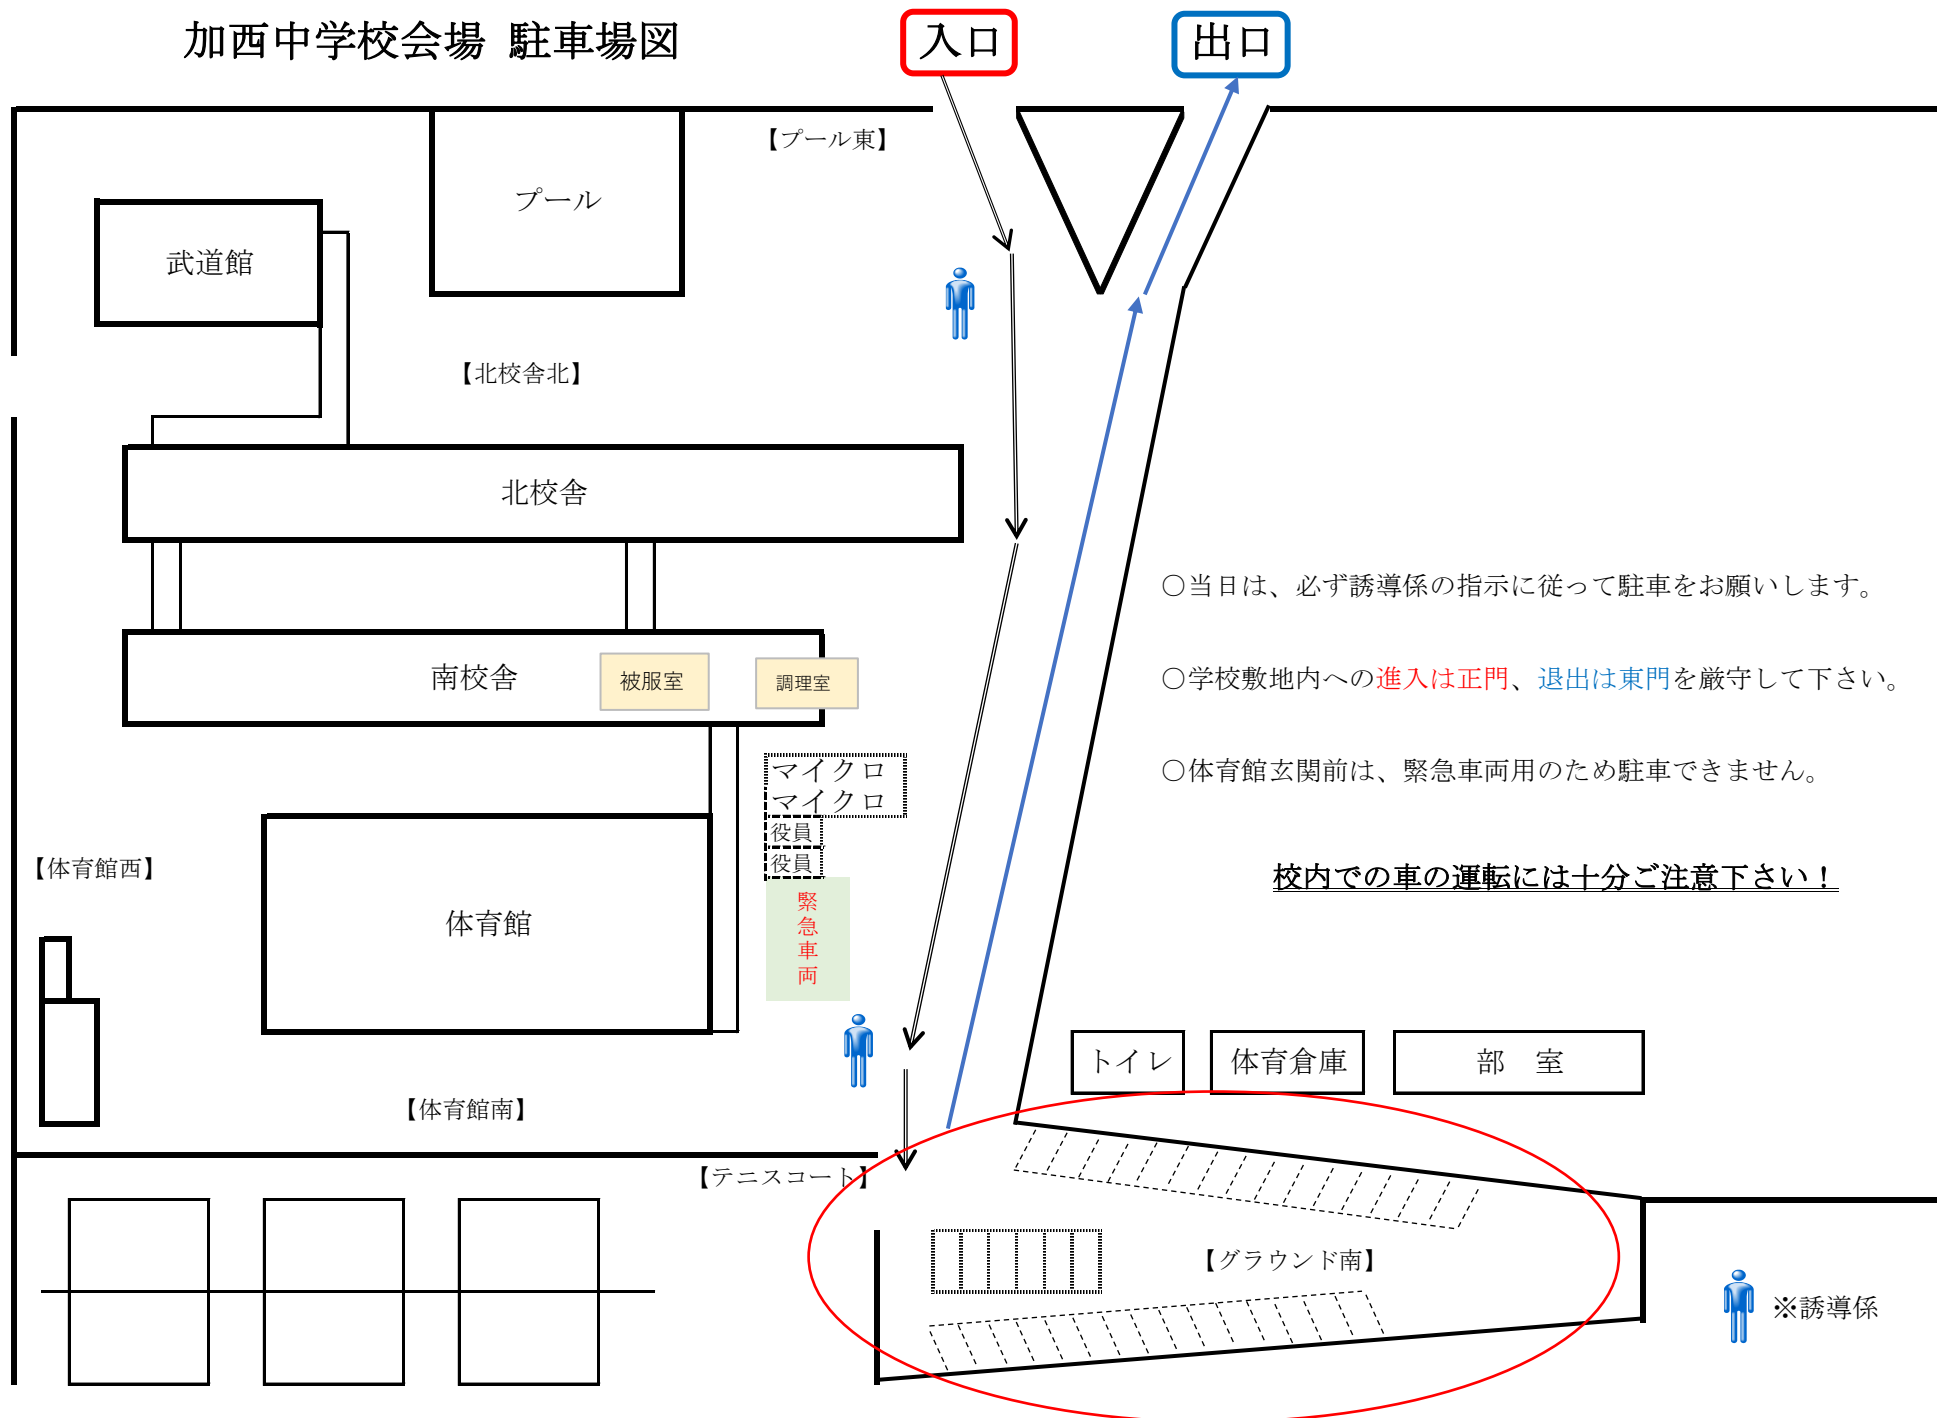 加西中学校会場 駐車場図
入口
出口
【プール東】
プール
武道館
【北校舎北】
北校舎
○当日は、必ず誘導係の指示に従って駐車をお願いします。
南校舎
被服室
調理室
○学校敷地内への進入は正門、退出は東門を厳守して下さい。
マイクロ
マイクロ
○体育館玄関前は、緊急車両用のため駐車できません。
役員
役員
【体育館西】
校内での車の運転には十分ご注意下さい！
緊急車両
体育館
トイレ
体育倉庫
部　室
【体育館南】
【テニスコート】
【グラウンド南】
※誘導係